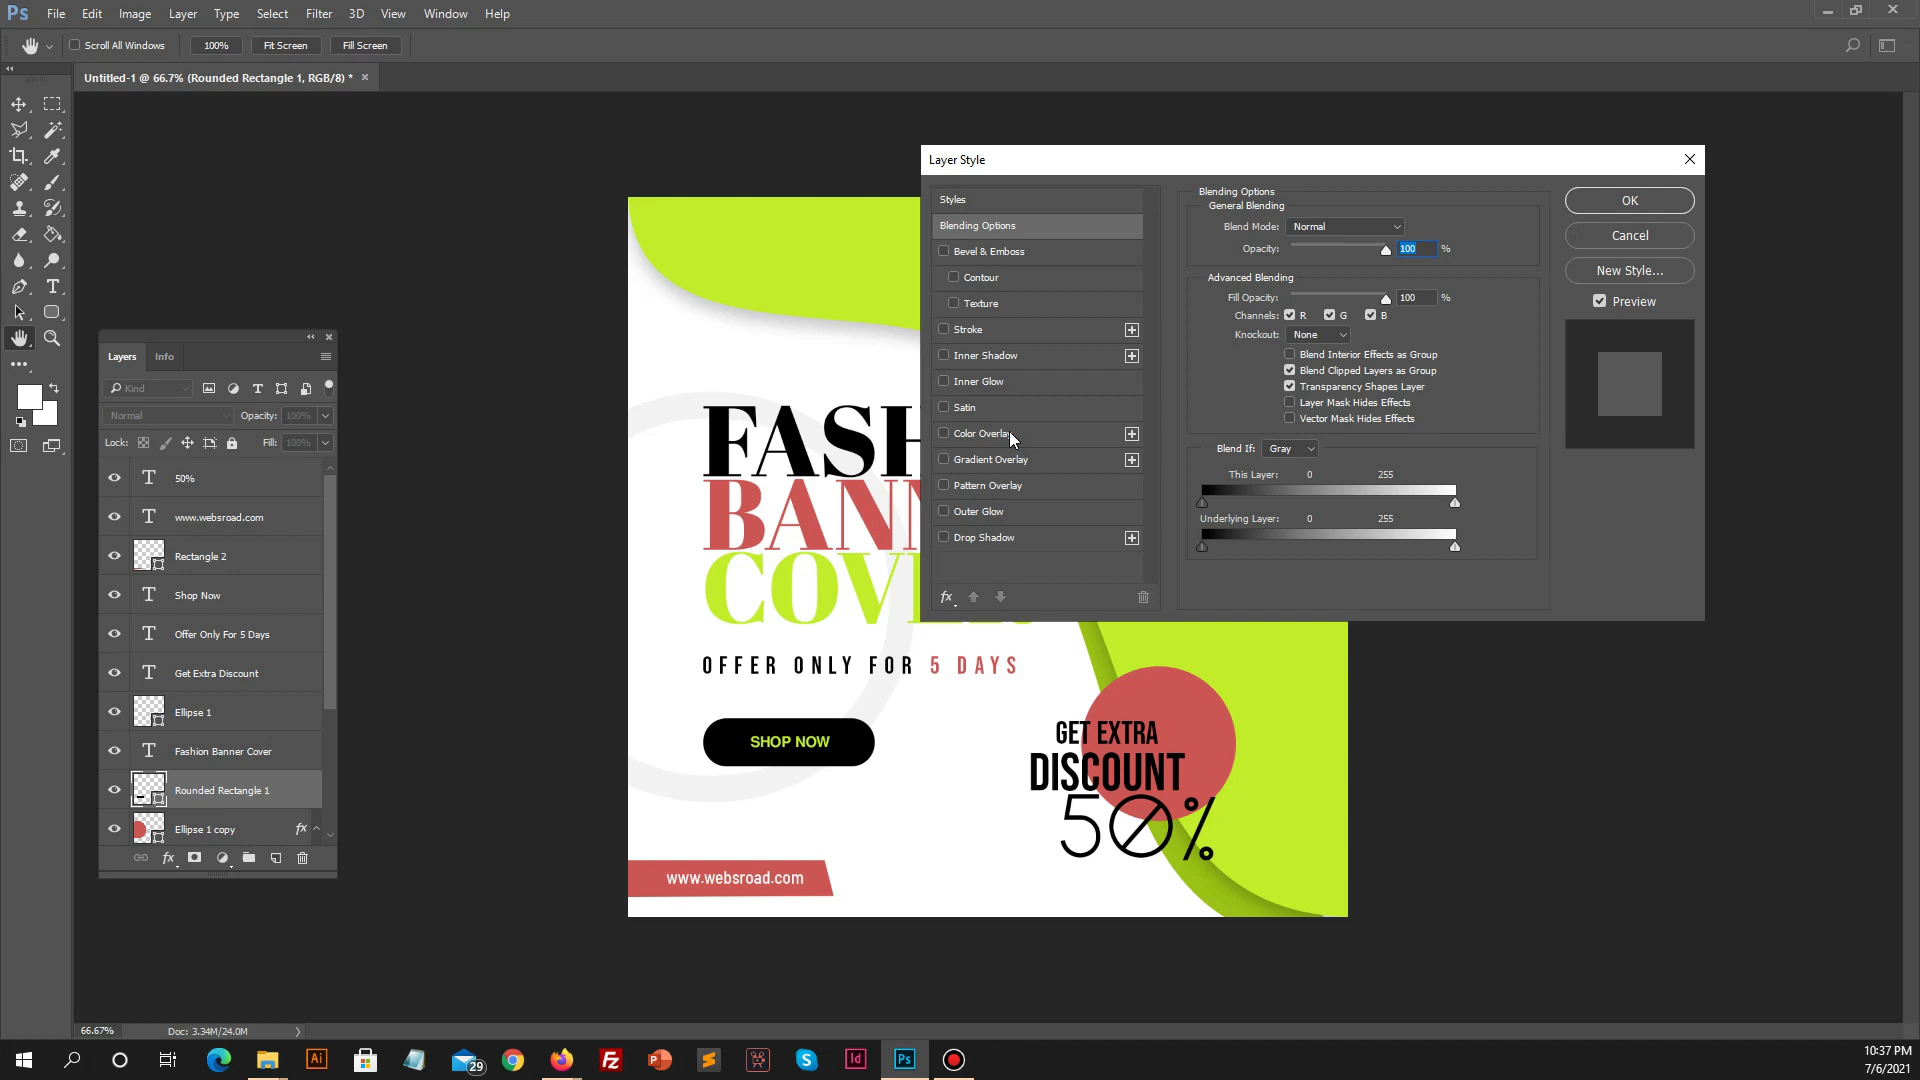 Ps File Edit Image Layer Type Select Filter 3D View Window Help
Scroll All Windows 100% Fit Screen Fill Screen
Untitled-1 @ 66.7% (Rounded Rectangle 1, RGB/8) *
Layers Info
Kind
Normal Opacity: 100%
Lock: Fill: 100%
50%
www.websroad.com
Rectangle 2
Shop Now
Offer Only For 5 Days
Get Extra Discount
Ellipse 1
Fashion Banner Cover
Rounded Rectangle 1
Ellipse 1 copy fx
fx
FASH
BANN
COV
OFFER ONLY FOR 5 DAYS
SHOP NOW
GET EXTRA
DISCOUNT
50%
www.websroad.com
Layer Style
Styles
Blending Options
Bevel & Emboss
Contour
Texture
Stroke
Inner Shadow
Inner Glow
Satin
Color Overlay
Gradient Overlay
Pattern Overlay
Outer Glow
Drop Shadow
fx
Blending Options
General Blending
Blend Mode: Normal
Opacity: 100 %
Advanced Blending
Fill Opacity: 100 %
Channels: R G B
Knockout: None
Blend Interior Effects as Group
Blend Clipped Layers as Group
Transparency Shapes Layer
Layer Mask Hides Effects
Vector Mask Hides Effects
Blend If: Gray
This Layer: 0 255
Underlying Layer: 0 255
OK
Cancel
New Style...
Preview
66.67% Doc: 3.34M/24.0M
Ai 29 Fz P S Id Ps
10:37 PM
7/6/2021